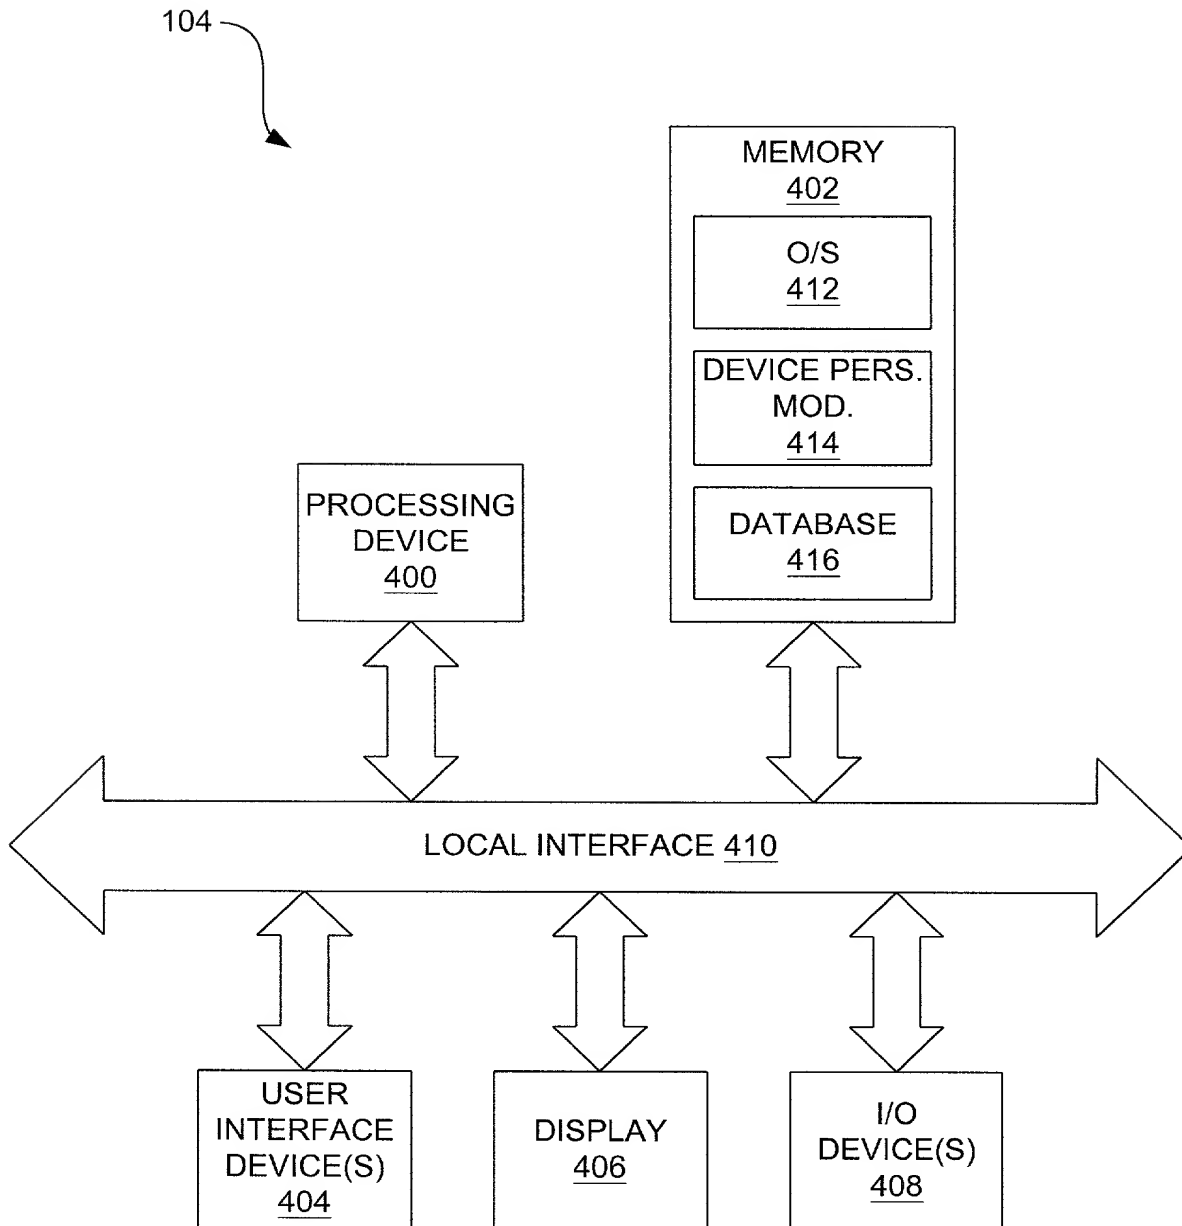 104
MEMORY
402
O/S
412
DEVICE PERS.
MOD.
414
DATABASE
416
PROCESSING
DEVICE
400
LOCAL INTERFACE 410
USER
INTERFACE
DEVICE(S)
404
DISPLAY
406
I/O
DEVICE(S)
408